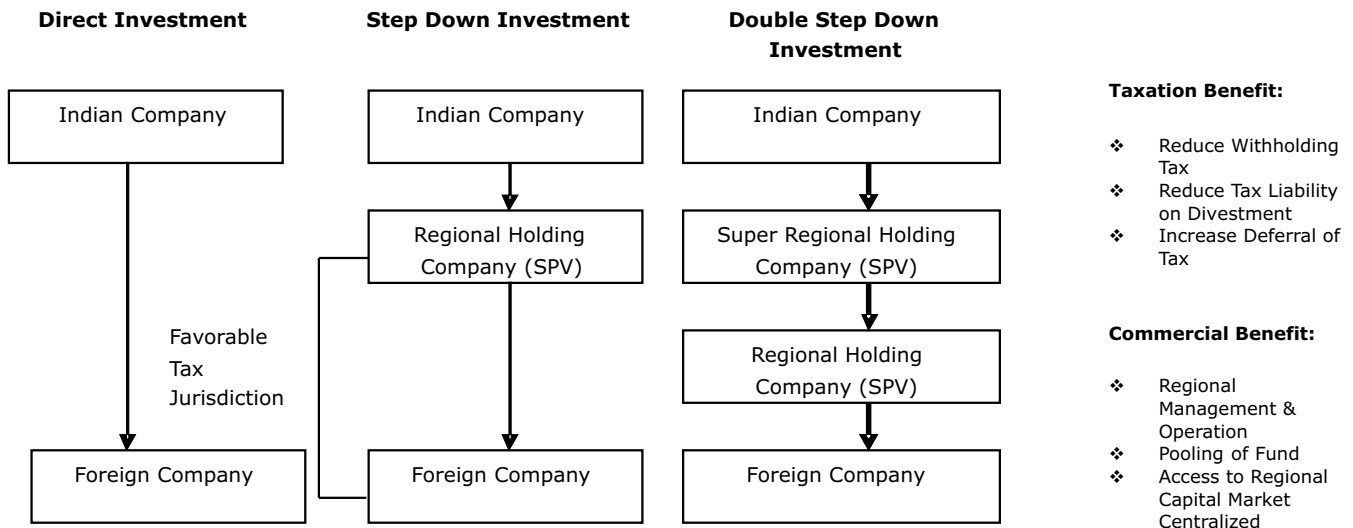 Direct Investment
Step Down Investment
Double Step Down
Investment
Indian Company
Indian Company
Indian Company
Regional Holding
Company (SPV)
Super Regional Holding
Company (SPV)
Favorable
Tax
Jurisdiction
Regional Holding
Company (SPV)
Foreign Company
Foreign Company
Foreign Company
Taxation Benefit:
❖ Reduce Withholding
Tax
❖ Reduce Tax Liability
on Divestment
❖ Increase Deferral of
Tax
Commercial Benefit:
❖ Regional
Management &
Operation
❖ Pooling of Fund
❖ Access to Regional
Capital Market
Centralized